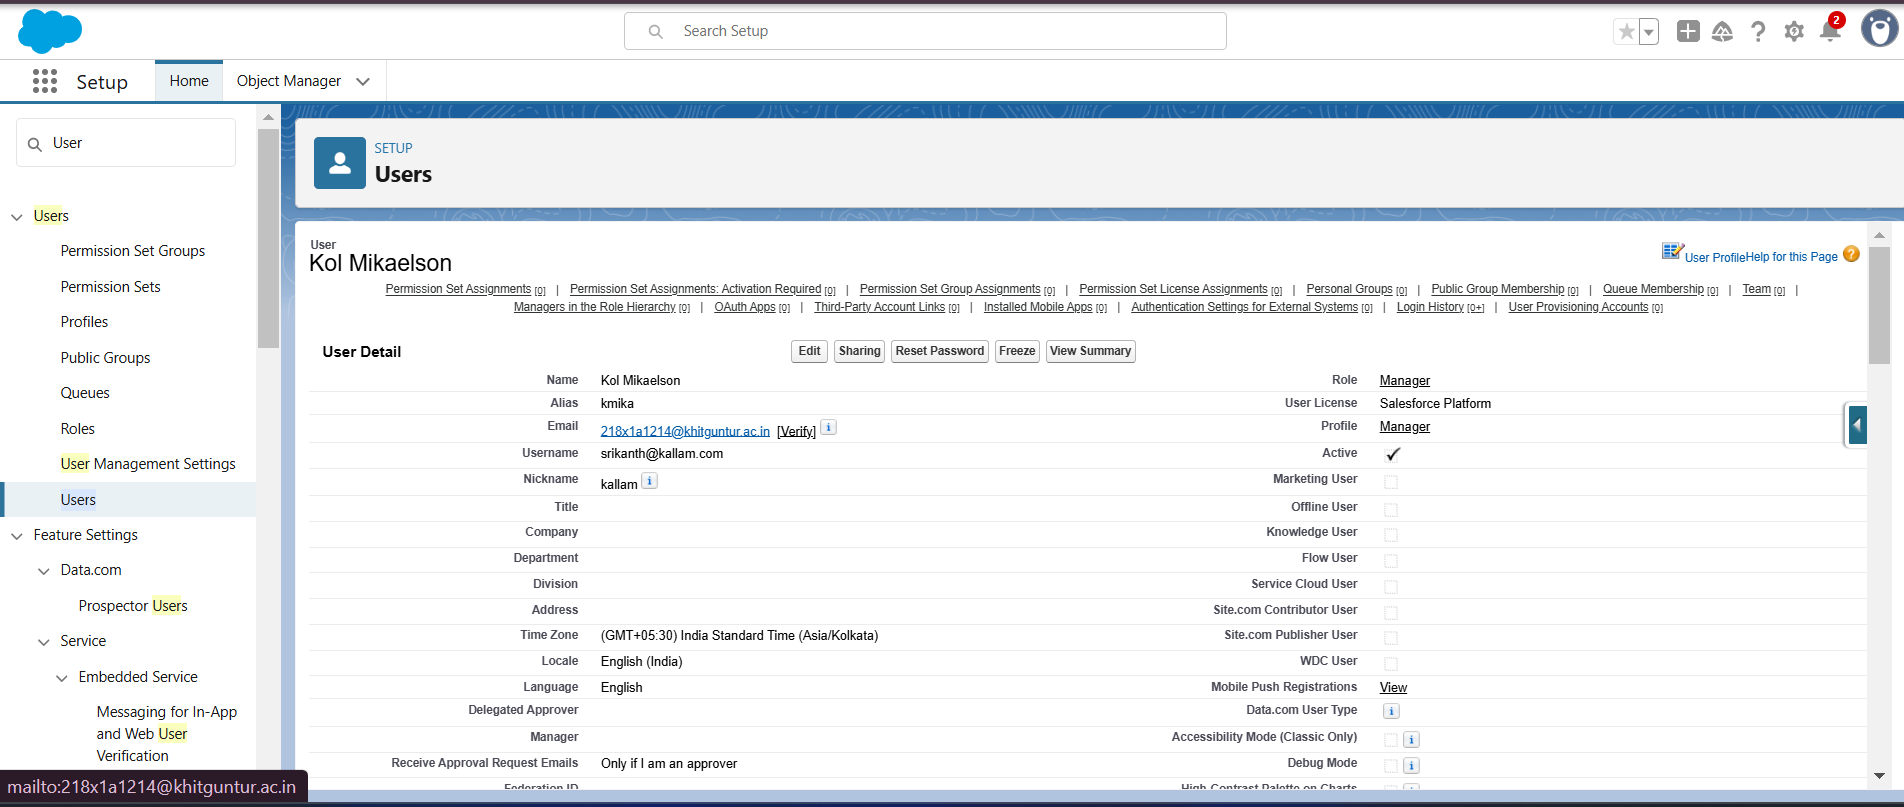 Search Setup
2
Setup
Home
Object Manager
User
Users
Permission Set Groups
Permission Sets
Profiles
Public Groups
Queues
Roles
User Management Settings
Users
Feature Settings
Data.com
Prospector Users
Service
Embedded Service
Messaging for In-App
and Web User
Verification
mailto:218x1a1214@khitguntur.ac.in
SETUP
Users
User
Kol Mikaelson
User Profile Help for this Page ?
Permission Set Assignments [0] | Permission Set Assignments: Activation Required [0] | Permission Set Group Assignments [0] | Permission Set License Assignments [0] | Personal Groups [0] | Public Group Membership [0] | Queue Membership [0] | Team [0] |
Managers in the Role Hierarchy [0] | OAuth Apps [0] | Third-Party Account Links [0] | Installed Mobile Apps [0] | Authentication Settings for External Systems [0] | Login History [0+] | User Provisioning Accounts [0]
User Detail
Edit Sharing Reset Password Freeze View Summary
Name Kol Mikaelson Role Manager
Alias kmika User License Salesforce Platform
Email 218x1a1214@khitguntur.ac.in [Verify] i Profile Manager
Username srikanth@kallam.com Active ✓
Nickname kallam i Marketing User
Title Offline User
Company Knowledge User
Department Flow User
Division Service Cloud User
Address Site.com Contributor User
Time Zone (GMT+05:30) India Standard Time (Asia/Kolkata) Site.com Publisher User
Locale English (India) WDC User
Language English Mobile Push Registrations View
Delegated Approver Data.com User Type i
Manager Accessibility Mode (Classic Only) i
Receive Approval Request Emails Only if I am an approver Debug Mode i
Federation ID High-Contrast Palette on Charts